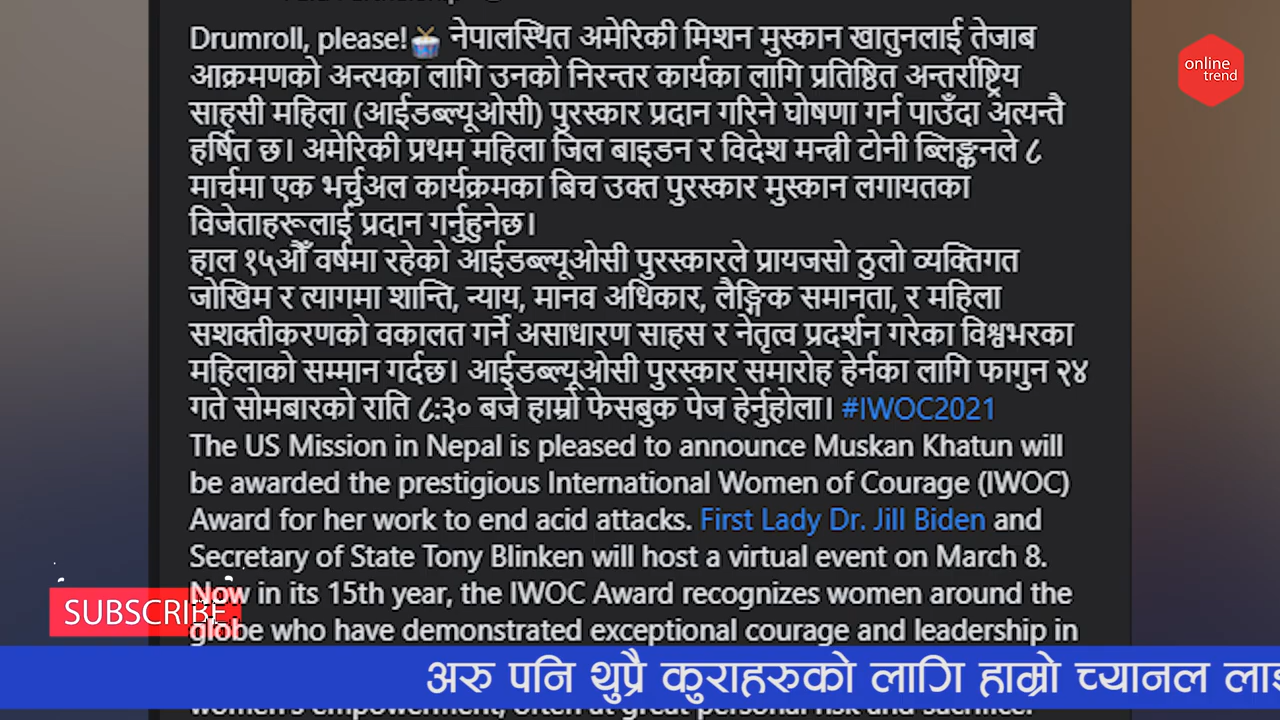 Drumroll, please!🥁 नेपालस्थित अमेरिकी मिशन मुस्कान खातुनलाई तेजाब
आक्रमणको अन्त्यका लागि उनको निरन्तर कार्यका लागि प्रतिष्ठित अन्तर्राष्ट्रिय
साहसी महिला (आईडब्ल्यूओसी) पुरस्कार प्रदान गरिने घोषणा गर्न पाउँदा अत्यन्तै
हर्षित छ। अमेरिकी प्रथम महिला जिल बाइडन र विदेश मन्त्री टोनी ब्लिङ्कनले ८
मार्चमा एक भर्चुअल कार्यक्रमका बिच उक्त पुरस्कार मुस्कान लगायतका
विजेताहरूलाई प्रदान गर्नुहुनेछ।
हाल १५औँ वर्षमा रहेको आईडब्ल्यूओसी पुरस्कारले प्रायजसो ठुलो व्यक्तिगत
जोखिम र त्यागमा शान्ति, न्याय, मानव अधिकार, लैङ्गिक समानता, र महिला
सशक्तीकरणको वकालत गर्ने असाधारण साहस र नेतृत्व प्रदर्शन गरेका विश्वभरका
महिलाको सम्मान गर्दछ। आईडब्ल्यूओसी पुरस्कार समारोह हेर्नका लागि फागुन २४
गते सोमबारको राति ८:३० बजे हाम्रो फेसबुक पेज हेर्नुहोला। #IWOC2021
The US Mission in Nepal is pleased to announce Muskan Khatun will
be awarded the prestigious International Women of Courage (IWOC)
Award for her work to end acid attacks. First Lady Dr. Jill Biden and
Secretary of State Tony Blinken will host a virtual event on March 8.
Now in its 15th year, the IWOC Award recognizes women around the
globe who have demonstrated exceptional courage and leadership in
women's empowerment, often at great personal risk and sacrifice.
online
trend
SUBSCRIBE
अरु पनि थुप्रै कुराहरुको लागि हाम्रो च्यानल